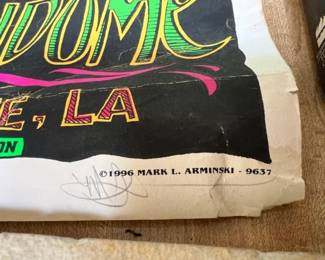 DOME
E, LA
ON
©1996 MARK L. ARMINSKI - 9637